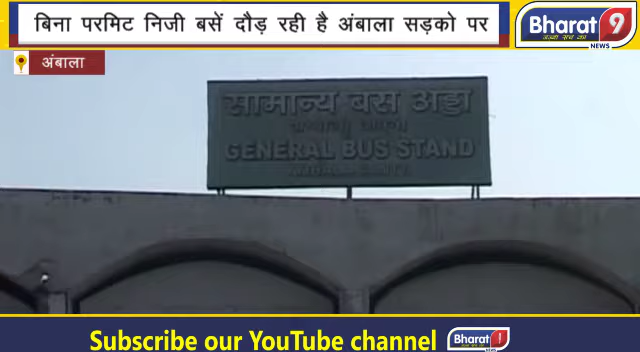 बिना परमिट निजी बसें दौड़ रही है अंबाला सड़को पर
Bharat 9
NEWS
अंबाला
सामान्य बस अड्डा
GENERAL BUS STAND
Subscribe our YouTube channel
Bharat